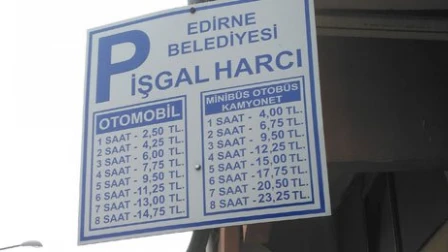 P
EDİRNE
BELEDİYESİ
İŞGAL HARCI
OTOMOBİL
1 SAAT - 2,50 TL.
2 SAAT - 4,25 TL.
3 SAAT - 6,00 TL.
4 SAAT - 7,75 TL.
5 SAAT - 9,50 TL.
6 SAAT - 11,25 TL.
7 SAAT - 13,00 TL.
8 SAAT - 14,75 TL.
MİNİBÜS OTOBÜS
KAMYONET
1 SAAT - 4,00 TL.
2 SAAT - 6,75 TL.
3 SAAT - 9,50 TL.
4 SAAT - 12,25 TL.
5 SAAT - 15,00 TL.
6 SAAT - 17,75 TL.
7 SAAT - 20,50 TL.
8 SAAT - 23,25 TL.